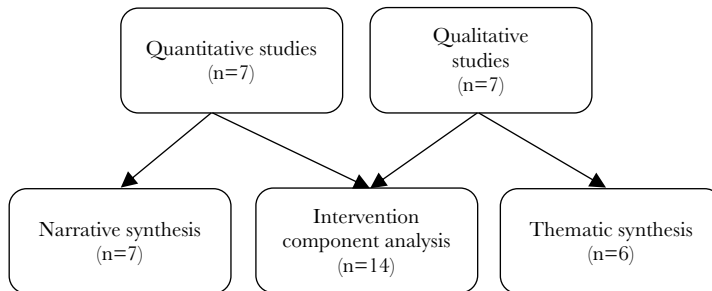 Quantitative studies
(n=7)
Qualitative
studies
(n=7)
Narrative synthesis
(n=7)
Intervention
component analysis
(n=14)
Thematic synthesis
(n=6)